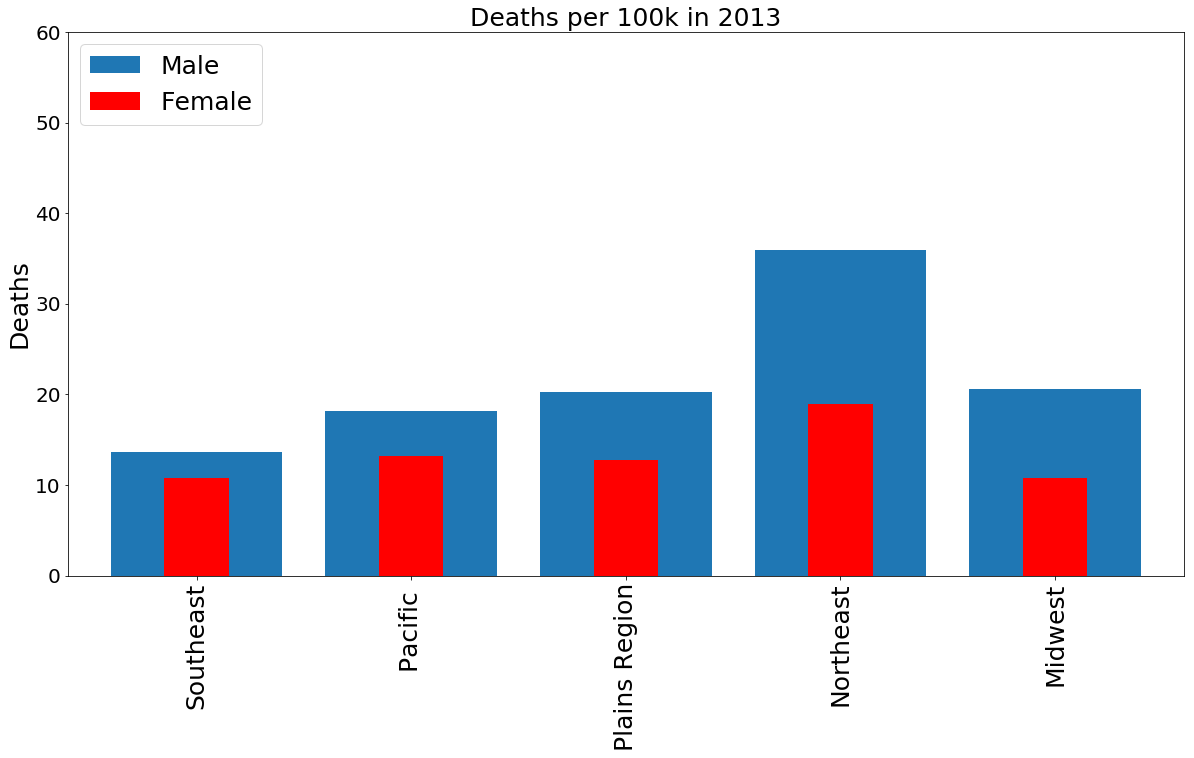 Deaths per 100k in 2013
Male
Female
Deaths
60
50
40
30
20
10
0
Southeast
Pacific
Plains Region
Northeast
Midwest